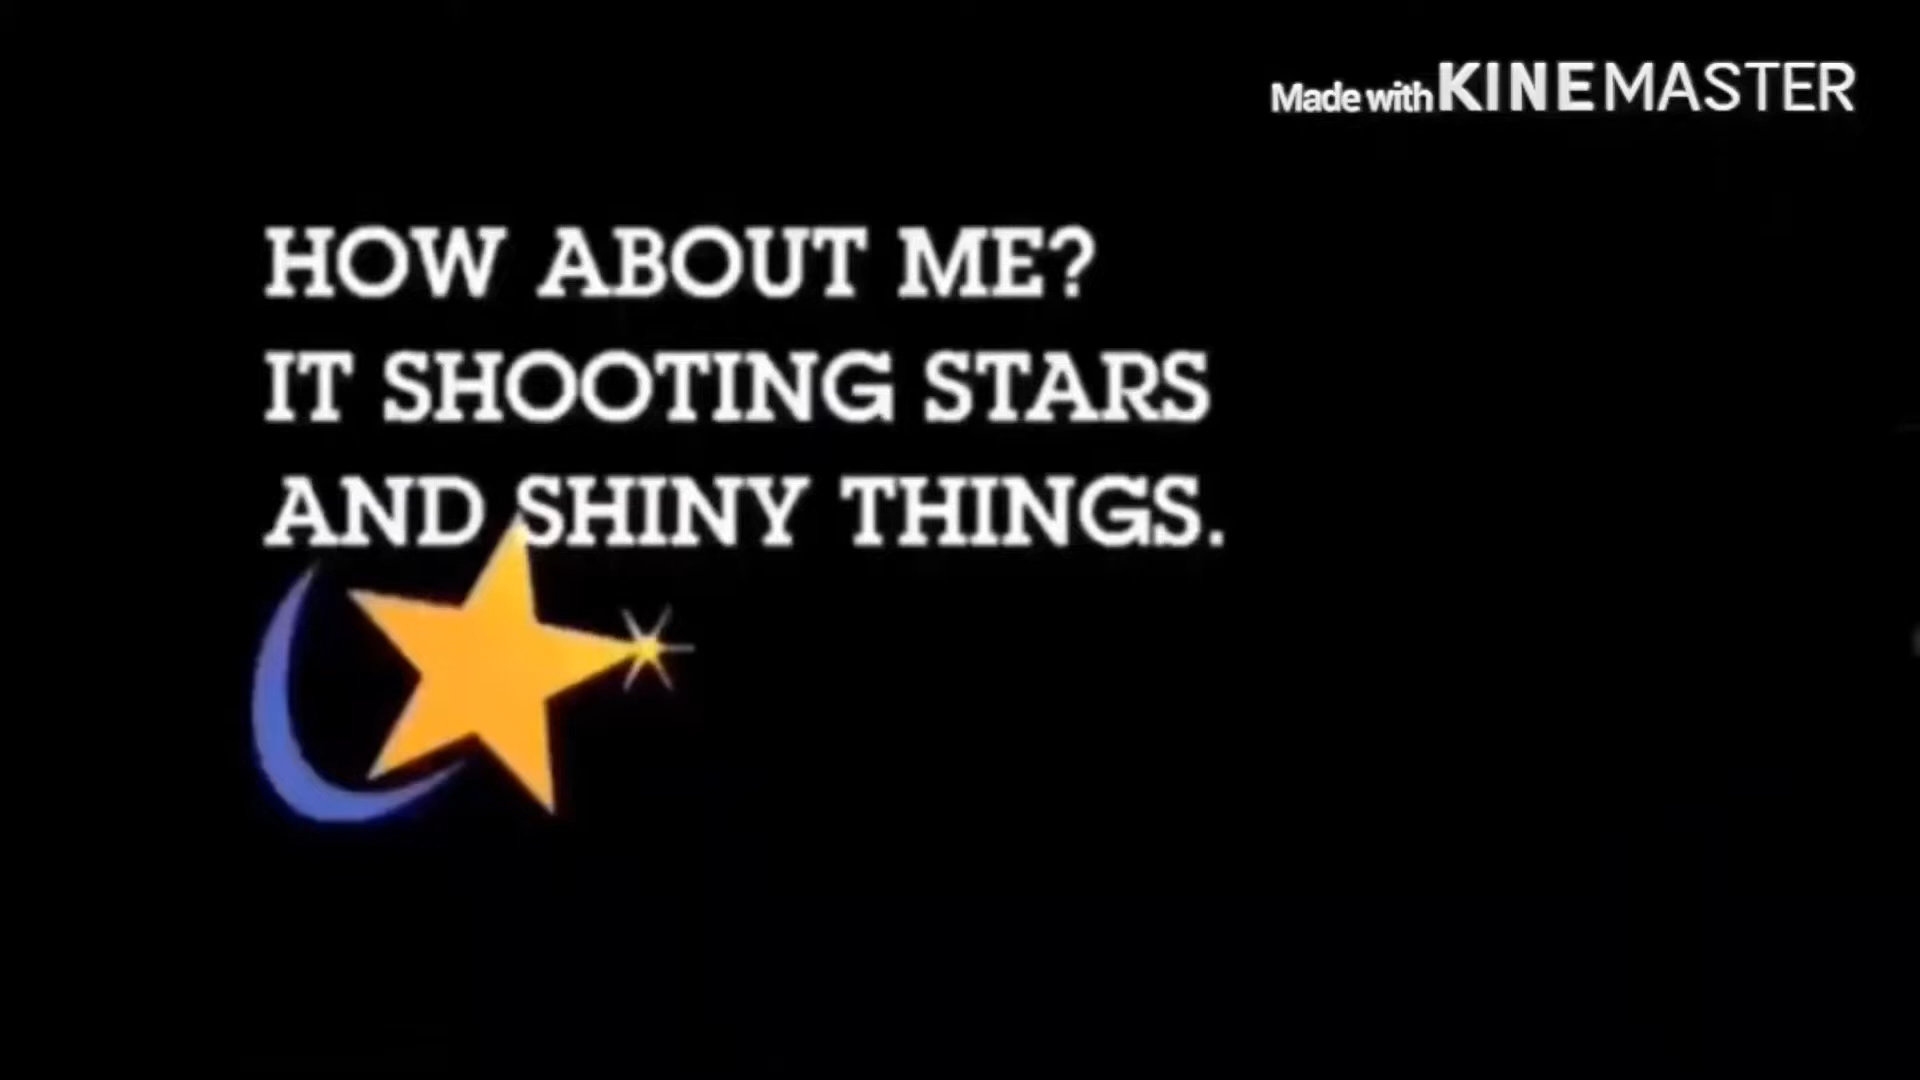 Made with KINEMASTER
HOW ABOUT ME?
IT SHOOTING STARS
AND SHINY THINGS.